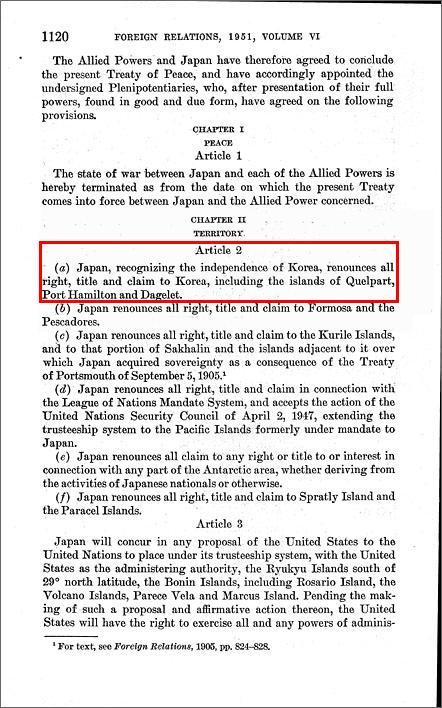 1120 FOREIGN RELATIONS, 1951, VOLUME VI
The Allied Powers and Japan have therefore agreed to conclude
the present Treaty of Peace, and have accordingly appointed the
undersigned Plenipotentiaries, who, after presentation of their full
powers, found in good and due form, have agreed on the following
provisions.
CHAPTER I
PEACE
Article 1
The state of war between Japan and each of the Allied Powers is
hereby terminated as from the date on which the present Treaty
comes into force between Japan and the Allied Power concerned.
CHAPTER II
TERRITORY
Article 2
(a) Japan, recognizing the independence of Korea, renounces all
right, title and claim to Korea, including the islands of Quelpart,
Port Hamilton and Dagelet.
(b) Japan renounces all right, title and claim to Formosa and the
Pescadores.
(c) Japan renounces all right, title and claim to the Kurile Islands,
and to that portion of Sakhalin and the islands adjacent to it over
which Japan acquired sovereignty as a consequence of the Treaty
of Portsmouth of September 5, 1905.¹
(d) Japan renounces all right, title and claim in connection with
the League of Nations Mandate System, and accepts the action of the
United Nations Security Council of April 2, 1947, extending the
trusteeship system to the Pacific Islands formerly under mandate to
Japan.
(e) Japan renounces all claim to any right or title to or interest in
connection with any part of the Antarctic area, whether deriving from
the activities of Japanese nationals or otherwise.
(f) Japan renounces all right, title and claim to Spratly Island and
the Paracel Islands.
Article 3
Japan will concur in any proposal of the United States to the
United Nations to place under its trusteeship system, with the United
States as the administering authority, the Ryukyu Islands south of
29° north latitude, the Bonin Islands, including Rosario Island, the
Volcano Islands, Parece Vela and Marcus Island. Pending the mak-
ing of such a proposal and affirmative action thereon, the United
States will have the right to exercise all and any powers of adminis-
¹ For text, see Foreign Relations, 1905, pp. 824–828.